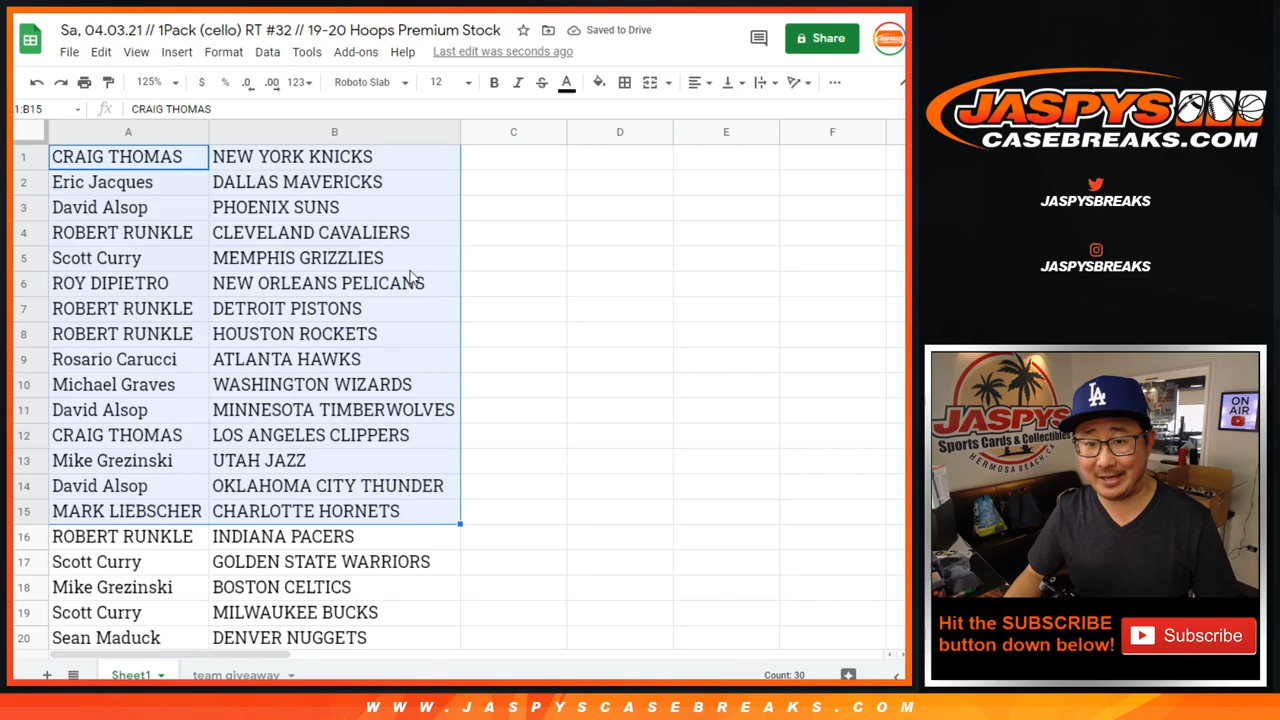 Sa, 04.03.21 // 1Pack (cello) RT #32 // 19-20 Hoops Premium Stock
Saved to Drive
File Edit View Insert Format Data Tools Add-ons Help Last edit was seconds ago
Share
125% $ % .0 .00 123 Roboto Slab 12 B I S A
1:B15 fx CRAIG THOMAS
A B C D E F
1 CRAIG THOMAS NEW YORK KNICKS
2 Eric Jacques DALLAS MAVERICKS
3 David Alsop PHOENIX SUNS
4 ROBERT RUNKLE CLEVELAND CAVALIERS
5 Scott Curry MEMPHIS GRIZZLIES
6 ROY DIPIETRO NEW ORLEANS PELICANS
7 ROBERT RUNKLE DETROIT PISTONS
8 ROBERT RUNKLE HOUSTON ROCKETS
9 Rosario Carucci ATLANTA HAWKS
10 Michael Graves WASHINGTON WIZARDS
11 David Alsop MINNESOTA TIMBERWOLVES
12 CRAIG THOMAS LOS ANGELES CLIPPERS
13 Mike Grezinski UTAH JAZZ
14 David Alsop OKLAHOMA CITY THUNDER
15 MARK LIEBSCHER CHARLOTTE HORNETS
16 ROBERT RUNKLE INDIANA PACERS
17 Scott Curry GOLDEN STATE WARRIORS
18 Mike Grezinski BOSTON CELTICS
19 Scott Curry MILWAUKEE BUCKS
20 Sean Maduck DENVER NUGGETS
Sheet1 team giveaway Count: 30
JASPYS
CASEBREAKS.COM
JASPYSBREAKS
JASPYSBREAKS
JASPYS
Sports Cards & Collectibles
HERMOSA BEACH, CA
LA
ON
AIR
Hit the SUBSCRIBE
button down below!
Subscribe
WWW.JASPYSCASEBREAKS.COM